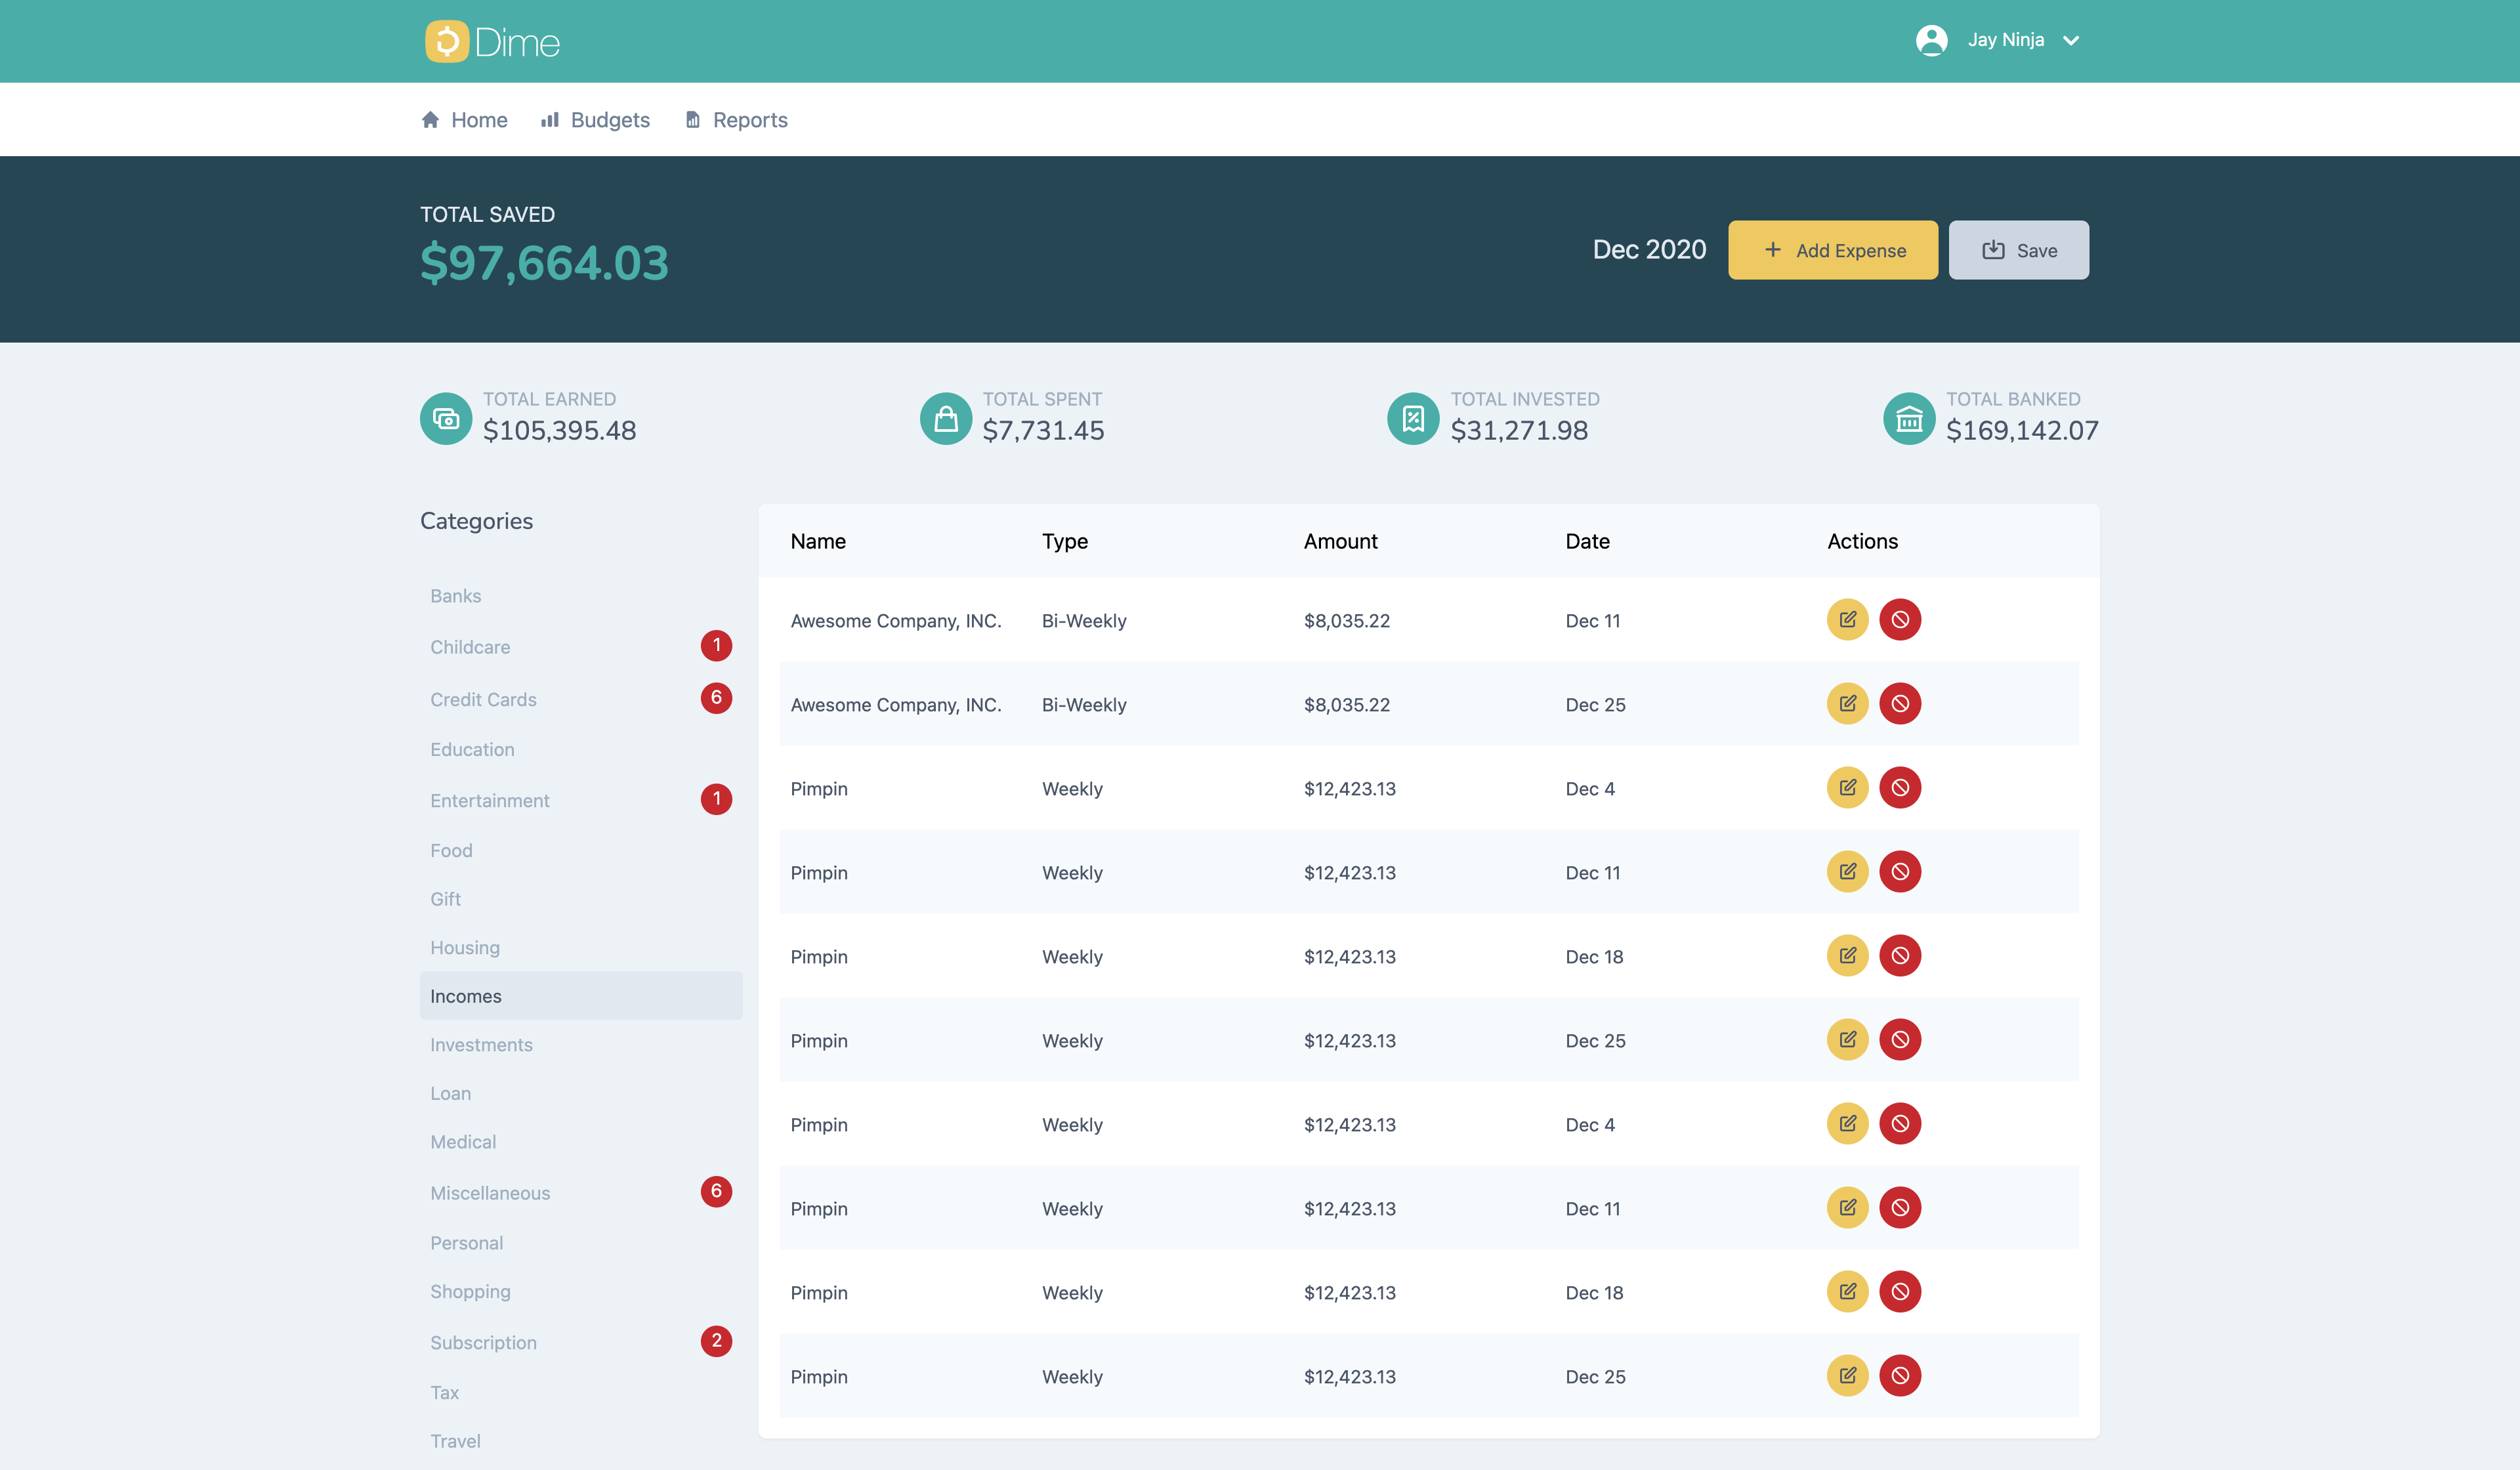 Dime
Jay Ninja
Home Budgets Reports
TOTAL SAVED
$97,664.03
Dec 2020 + Add Expense Save
TOTAL EARNED
$105,395.48
TOTAL SPENT
$7,731.45
TOTAL INVESTED
$31,271.98
TOTAL BANKED
$169,142.07
Categories
Banks
Childcare 1
Credit Cards 6
Education
Entertainment 1
Food
Gift
Housing
Incomes
Investments
Loan
Medical
Miscellaneous 6
Personal
Shopping
Subscription 2
Tax
Travel
Name Type Amount Date Actions
Awesome Company, INC. Bi-Weekly $8,035.22 Dec 11
Awesome Company, INC. Bi-Weekly $8,035.22 Dec 25
Pimpin Weekly $12,423.13 Dec 4
Pimpin Weekly $12,423.13 Dec 11
Pimpin Weekly $12,423.13 Dec 18
Pimpin Weekly $12,423.13 Dec 25
Pimpin Weekly $12,423.13 Dec 4
Pimpin Weekly $12,423.13 Dec 11
Pimpin Weekly $12,423.13 Dec 18
Pimpin Weekly $12,423.13 Dec 25